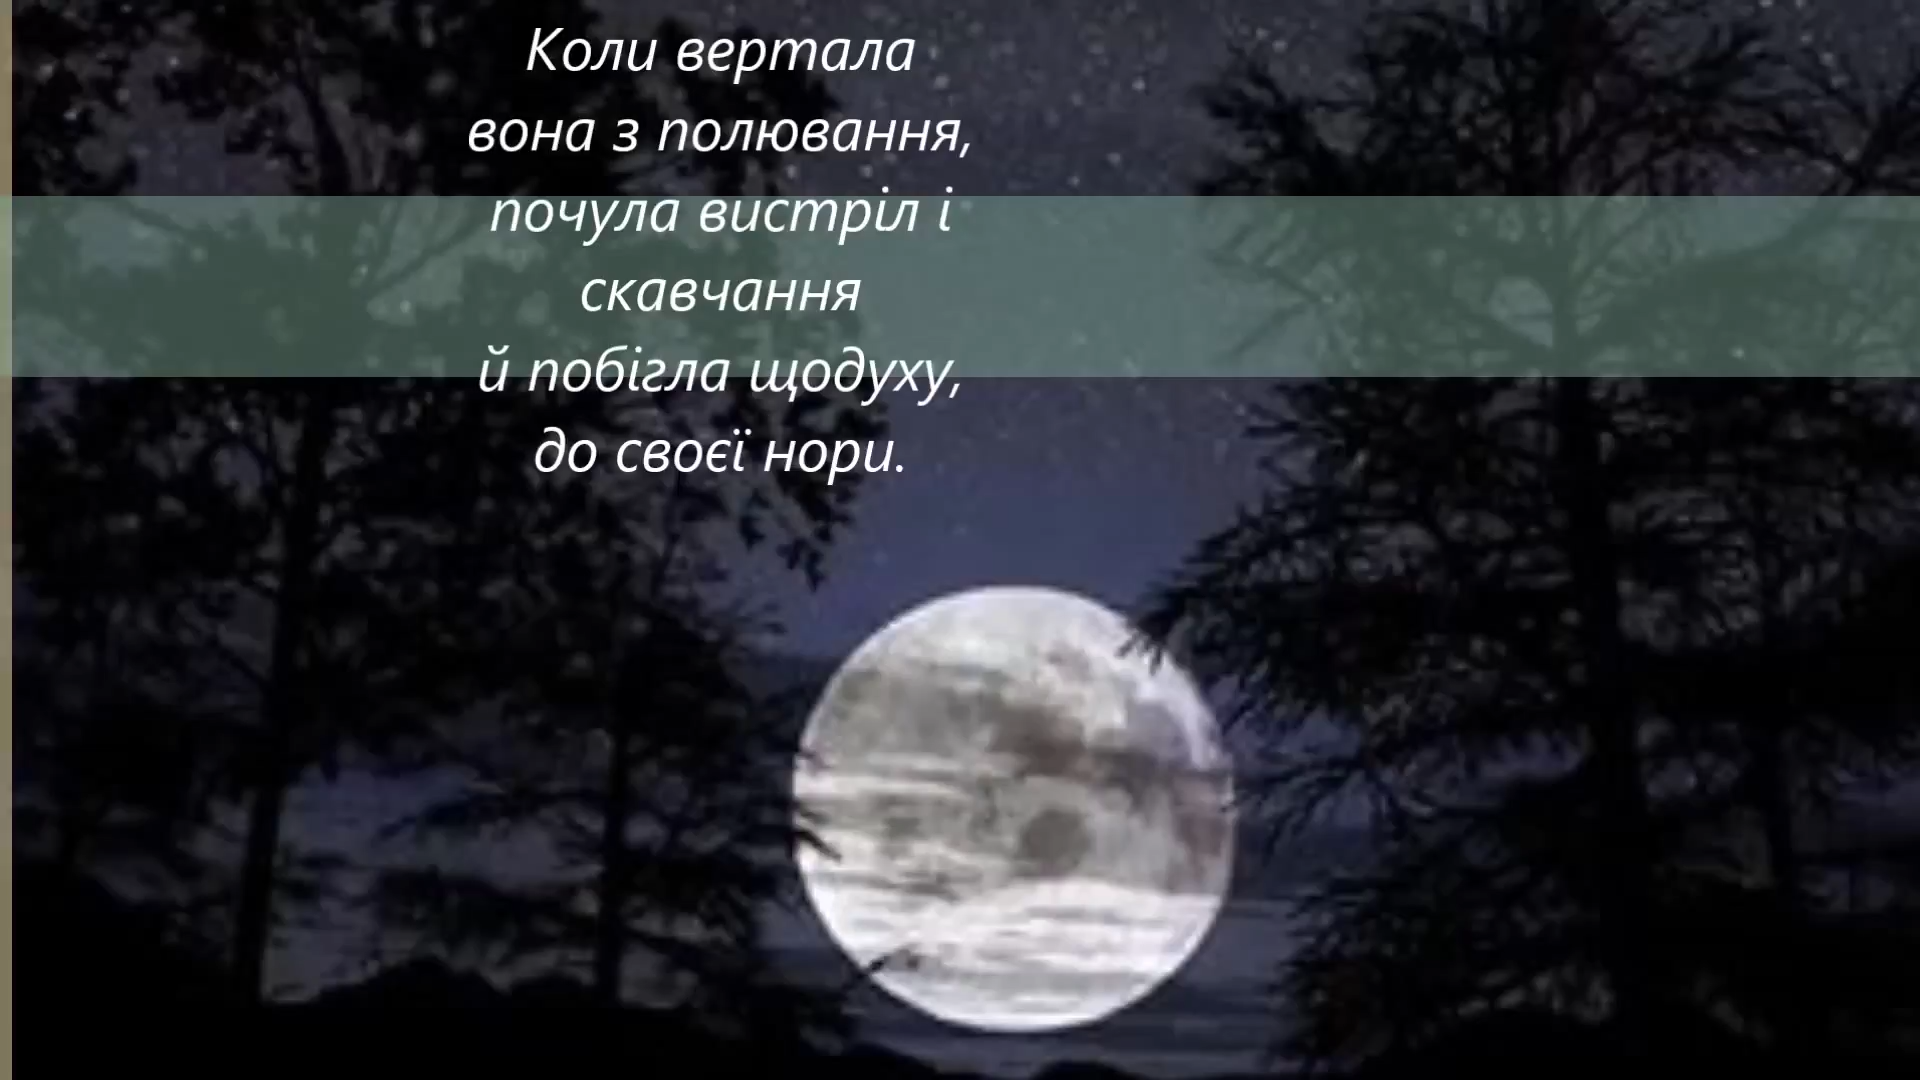 Коли вертала
вона з полювання,
почула вистріл і
скавчання
й побігла щодуху,
до своєї нори.